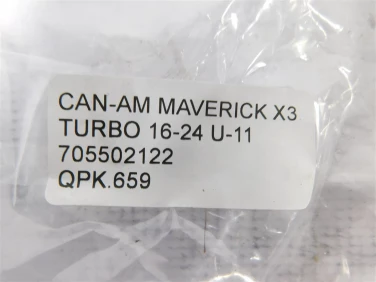 CAN-AM MAVERICK X3
TURBO 16-24 U-11
705502122
QPK.659